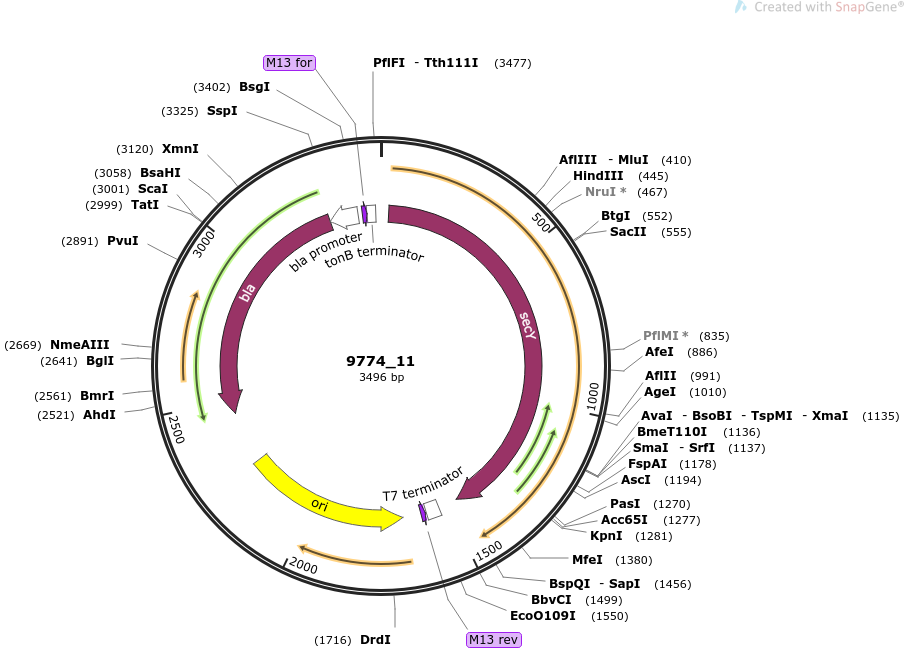 Created with SnapGene®
M13 for
PflFI - Tth111I (3477)
(3402) BsgI
(3325) SspI
(3120) XmnI
(3058) BsaHI
(3001) ScaI
(2999) TatI
(2891) PvuI
(2669) NmeAIII
(2641) BglI
(2561) BmrI
(2521) AhdI
(1716) DrdI
AflIII - MluI (410)
HindIII (445)
NruI * (467)
BtgI (552)
SacII (555)
PflMI * (835)
AfeI (886)
AflII (991)
AgeI (1010)
AvaI - BsoBI - TspMI - XmaI (1135)
BmeT110I (1136)
SmaI - SrfI (1137)
FspAI (1178)
AscI (1194)
PasI (1270)
Acc65I (1277)
KpnI (1281)
MfeI (1380)
BspQI - SapI (1456)
BbvCI (1499)
EcoO109I (1550)
M13 rev
500
1000
1500
2000
2500
3000
bla promoter
tonB terminator
bla
secY
9774_11
3496 bp
T7 terminator
ori